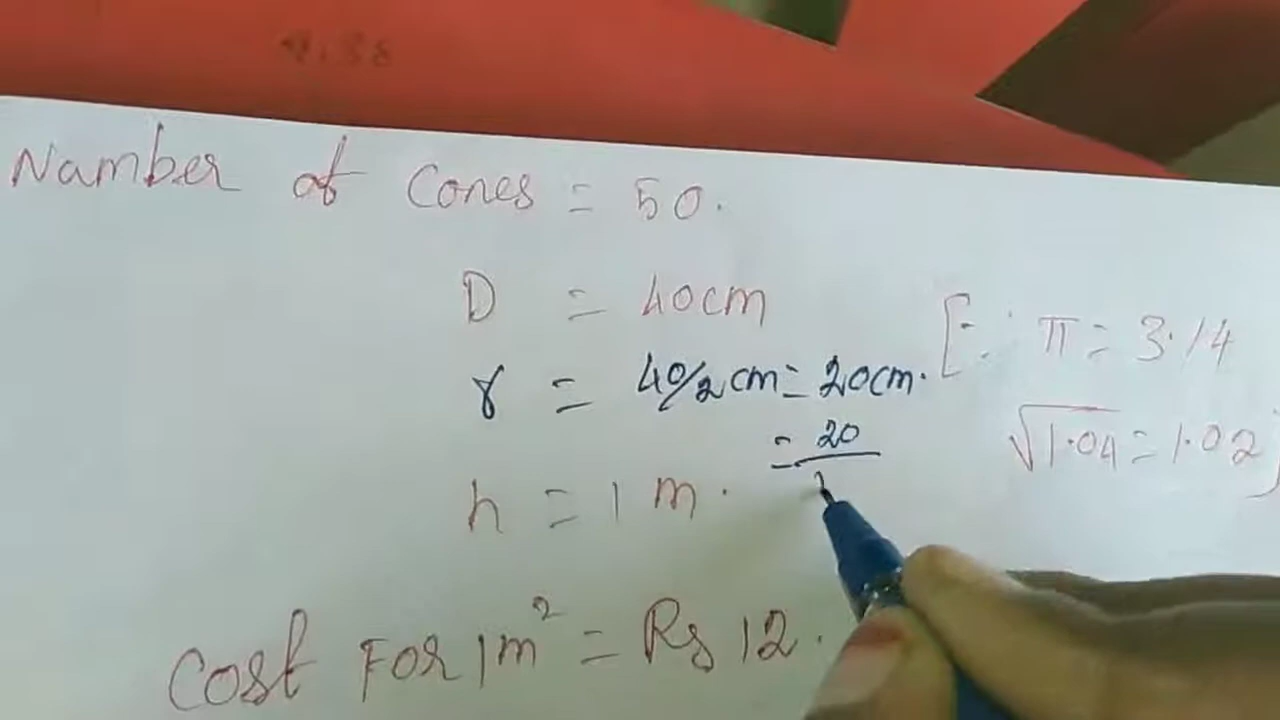 Number of Cones = 50.
D = 40cm
r = 40/2 cm = 20cm.
= 20
h = 1 m.
[∵ π = 3.14
√1.04 = 1.02]
Cost For 1m² = Rs 12.